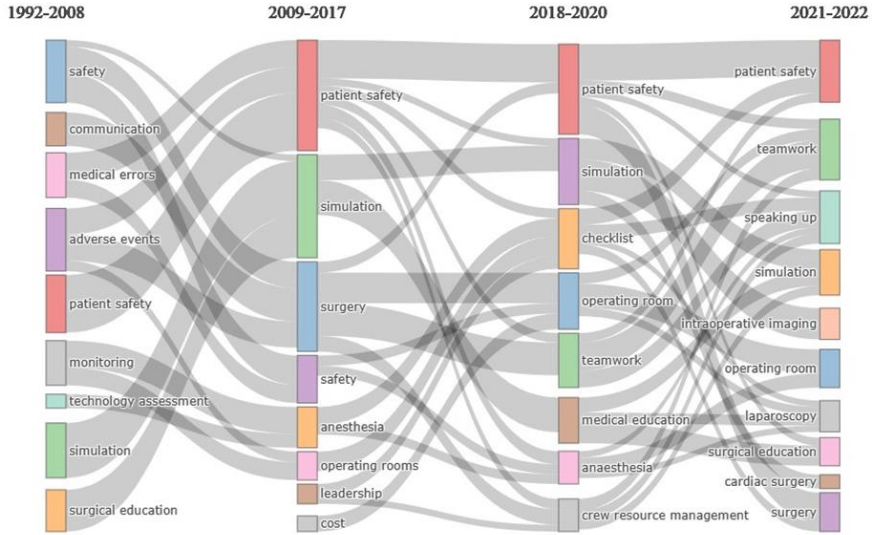 1992-2008
2009-2017
2018-2020
2021-2022
safety
communication
medical errors
adverse events
patient safety
monitoring
technology assessment
simulation
surgical education
patient safety
simulation
surgery
safety
anesthesia
operating rooms
leadership
cost
patient safety
simulation
checklist
operating room
teamwork
medical education
anaesthesia
crew resource management
patient safety
teamwork
speaking up
simulation
intraoperative imaging
operating room
laparoscopy
surgical education
cardiac surgery
surgery